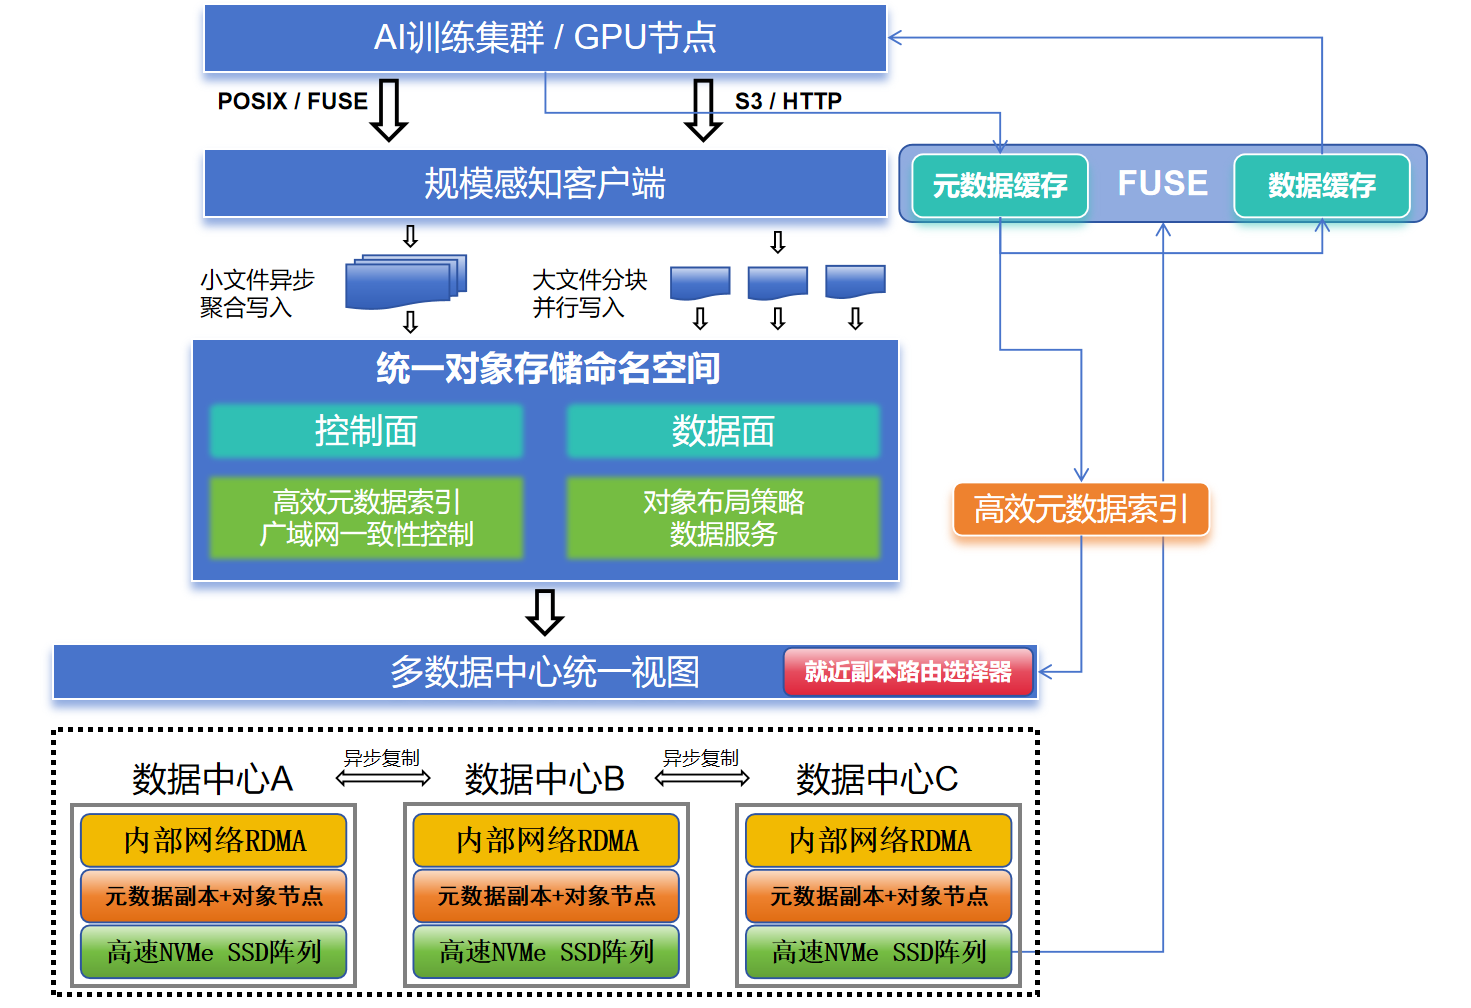 AI训练集群 / GPU节点
POSIX / FUSE
S3 / HTTP
规模感知客户端
元数据缓存
FUSE
数据缓存
小文件异步
聚合写入
大文件分块
并行写入
统一对象存储命名空间
控制面
数据面
高效元数据索引
广域网一致性控制
对象布局策略
数据服务
高效元数据索引
多数据中心统一视图
就近副本路由选择器
数据中心A
异步复制
数据中心B
异步复制
数据中心C
内部网络RDMA
元数据副本+对象节点
高速NVMe SSD阵列
内部网络RDMA
元数据副本+对象节点
高速NVMe SSD阵列
内部网络RDMA
元数据副本+对象节点
高速NVMe SSD阵列